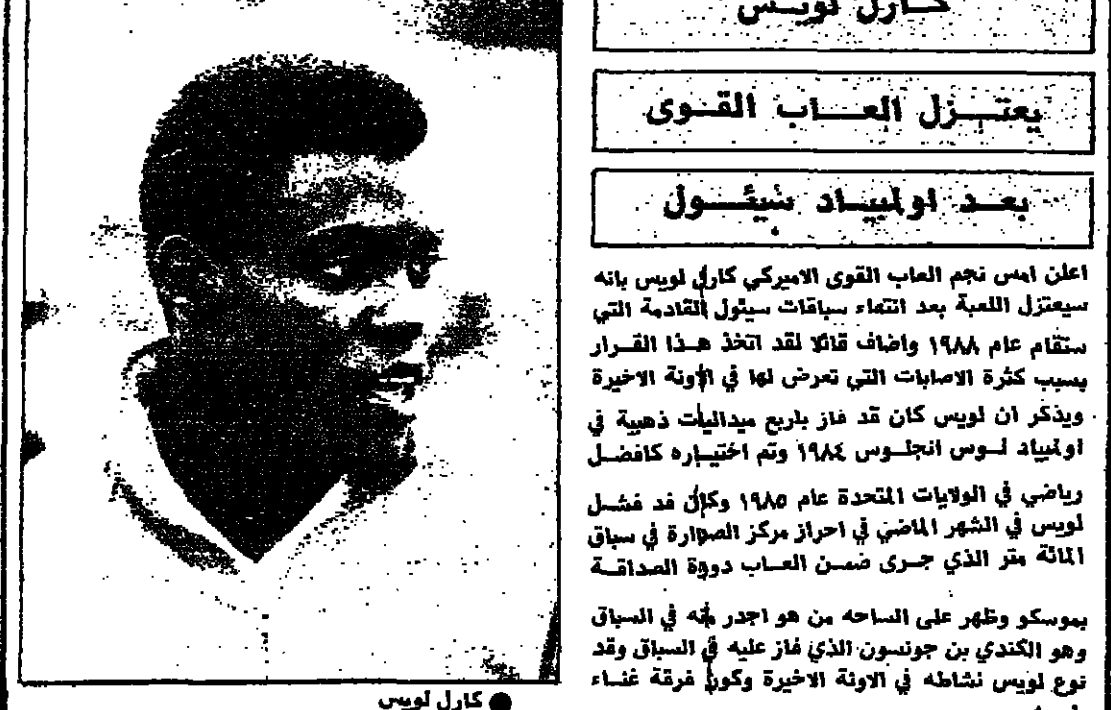 كارل لويس
يعتزل العاب القوى
بعد اولمبياد سيئول
اعلن امس نجم العاب القوى الاميركي كارل لويس بانه
سيعتزل اللعبة بعد انتهاء سباقات سيئول القادمة التي
ستقام عام ١٩٨٨ واضاف قائلا لقد اتخذ هذا القرار
بسبب كثرة الاصابات التي تعرض لها في الاونة الاخيرة
ويذكر ان لويس كان قد فاز باربع ميداليات ذهبية في
اولمبياد لوس انجلوس ١٩٨٤ وتم اختياره كافضل
رياضي في الولايات المتحدة عام ١٩٨٥ وكان قد فشل
لويس في الشهر الماضي في احراز مركز الصدارة في سباق
المائة متر الذي جرى ضمن العاب دورة الصداقة
بموسكو وظهر على الساحه من هو اجدر منه في السباق
وهو الكندي بن جونسون الذي فاز عليه في السباق وقد
نوع لويس نشاطه في الاونة الاخيرة وكون فرقة غناء
● كارل لويس